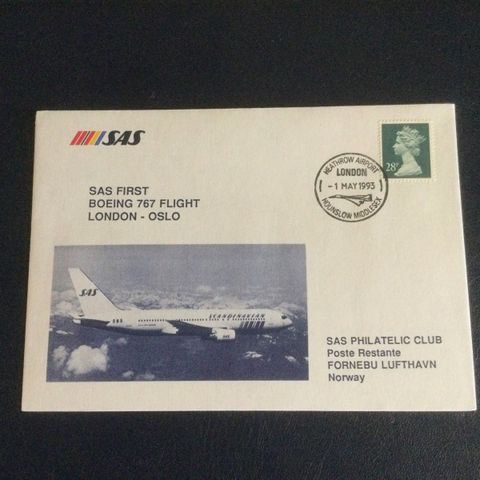 SAS
SAS FIRST
BOEING 767 FLIGHT
LONDON - OSLO
28
HEATHROW AIRPORT
LONDON
- 1 MAY 1993
HOUNSLOW MIDDLESEX
SAS
SCANDINAVIAN
SAS PHILATELIC CLUB
Poste Restante
FORNEBU LUFTHAVN
Norway